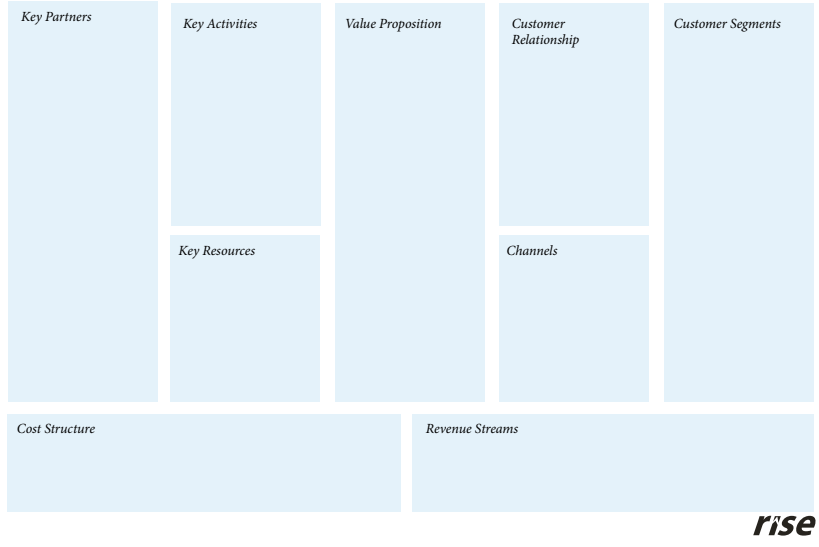 Key Partners
Key Activities
Value Proposition
Customer
Relationship
Customer Segments
Key Resources
Channels
Cost Structure
Revenue Streams
rise